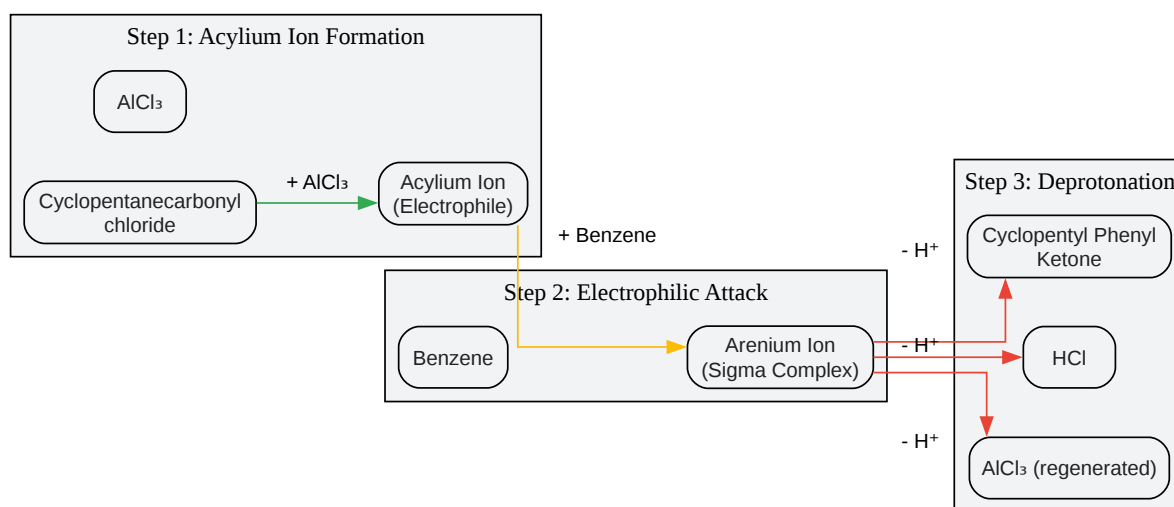 Step 1: Acylium Ion Formation
AlCl₃
Cyclopentanecarbonyl
chloride
+ AlCl₃
Acylium Ion
(Electrophile)
+ Benzene
Step 2: Electrophilic Attack
Benzene
Arenium Ion
(Sigma Complex)
- H⁺
- H⁺
- H⁺
Step 3: Deprotonation
Cyclopentyl Phenyl
Ketone
HCl
AlCl₃ (regenerated)